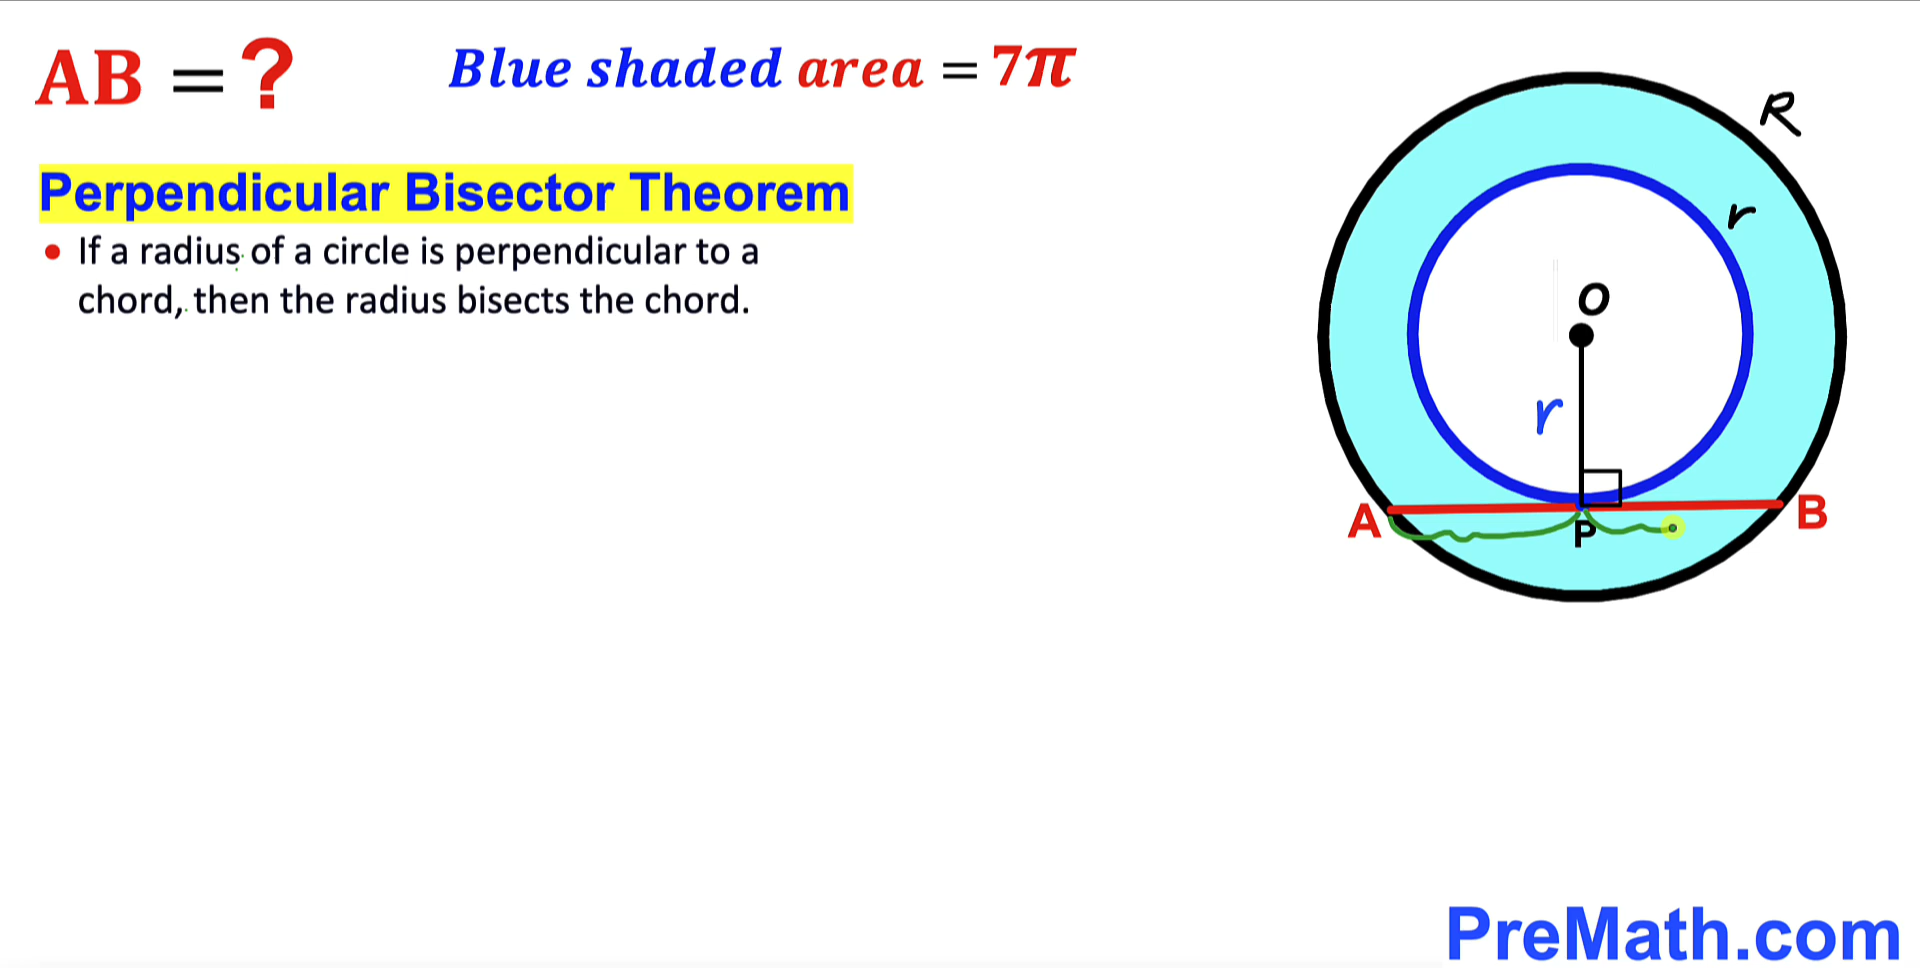 AB = ?
Blue shaded area = 7π
Perpendicular Bisector Theorem
• If a radius of a circle is perpendicular to a
chord, then the radius bisects the chord.
R
r
O
r
A
P
B
PreMath.com